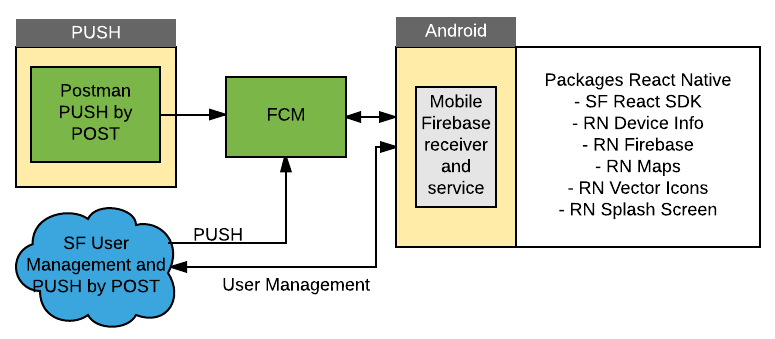 PUSH
Postman
PUSH by
POST
FCM
Android
Mobile
Firebase
receiver
and
service
Packages React Native
- SF React SDK
- RN Device Info
- RN Firebase
- RN Maps
- RN Vector Icons
- RN Splash Screen
SF User
Management and
PUSH by POST
PUSH
User Management